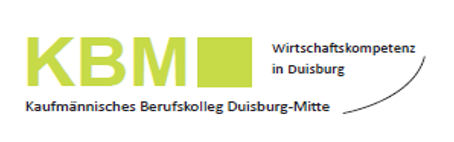 KBM
Wirtschaftskompetenz
in Duisburg
Kaufmännisches Berufskolleg Duisburg-Mitte